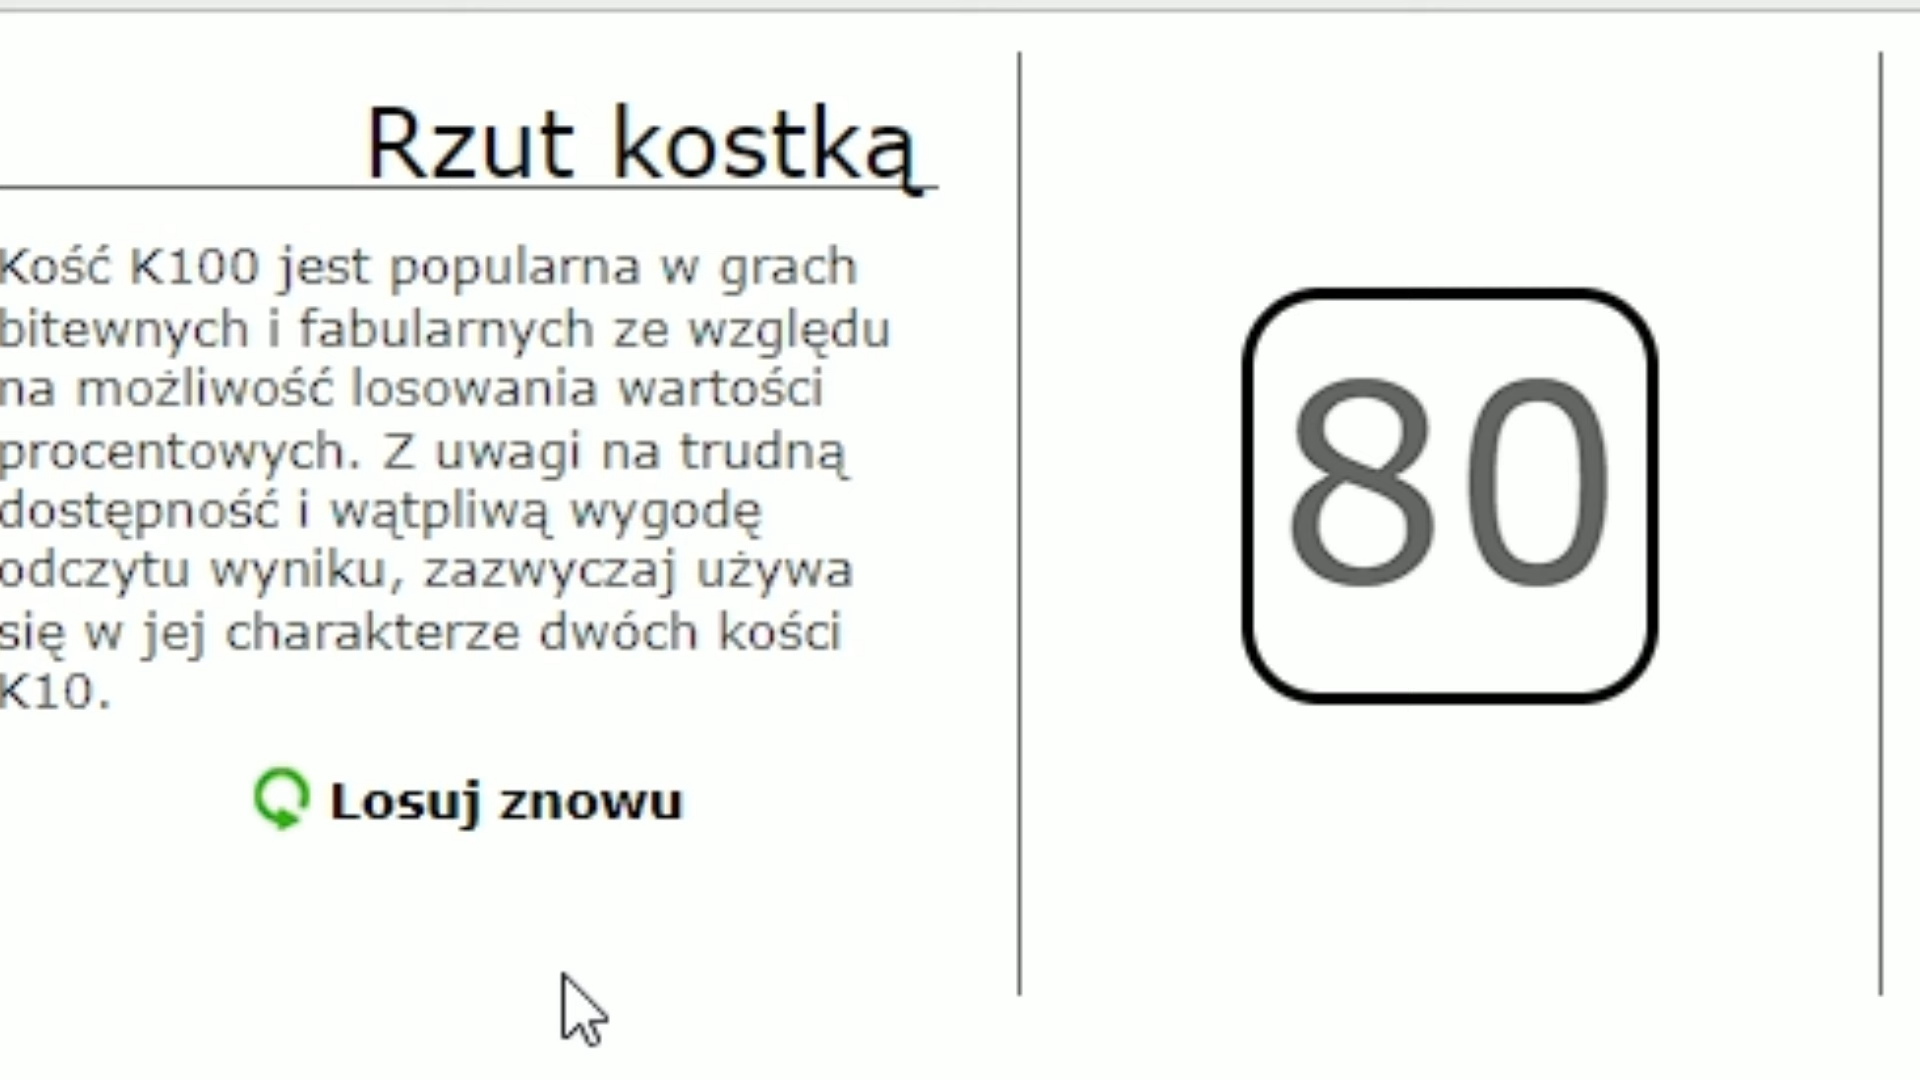 Rzut kostką
Kość K100 jest popularna w grach
bitewnych i fabularnych ze względu
na możliwość losowania wartości
procentowych. Z uwagi na trudną
dostępność i wątpliwą wygodę
odczytu wyniku, zazwyczaj używa
się w jej charakterze dwóch kości
K10.
Losuj znowu
80